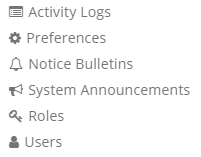 Activity Logs
Preferences
Notice Bulletins
System Announcements
Roles
Users